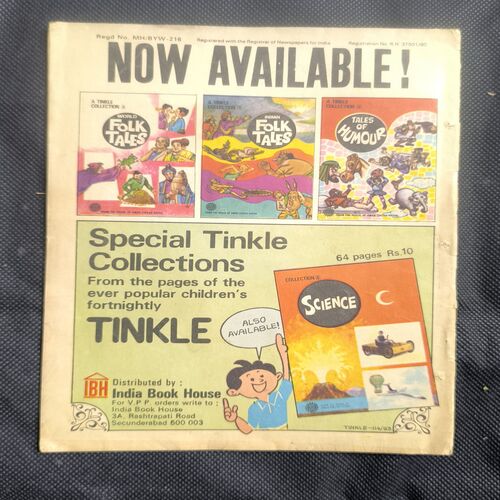 Regd No. MH/BYW-216
Registered with the Registrar of Newspapers for India
Registration No. R.N. 37501/80
NOW AVAILABLE!
A TINKLE COLLECTION
WORLD
FOLK TALES
A TINKLE COLLECTION
INDIAN
FOLK TALES
A TINKLE COLLECTION
TALES OF HUMOUR
Special Tinkle
Collections
From the pages of the
ever popular children's
fortnightly
TINKLE
64 pages Rs.10
COLLECTION
SCIENCE
ALSO
AVAILABLE!
IBH
Distributed by :
India Book House
For V.P.P. orders write to :
India Book House
3A, Rashtrapati Road
Secunderabad 500 003